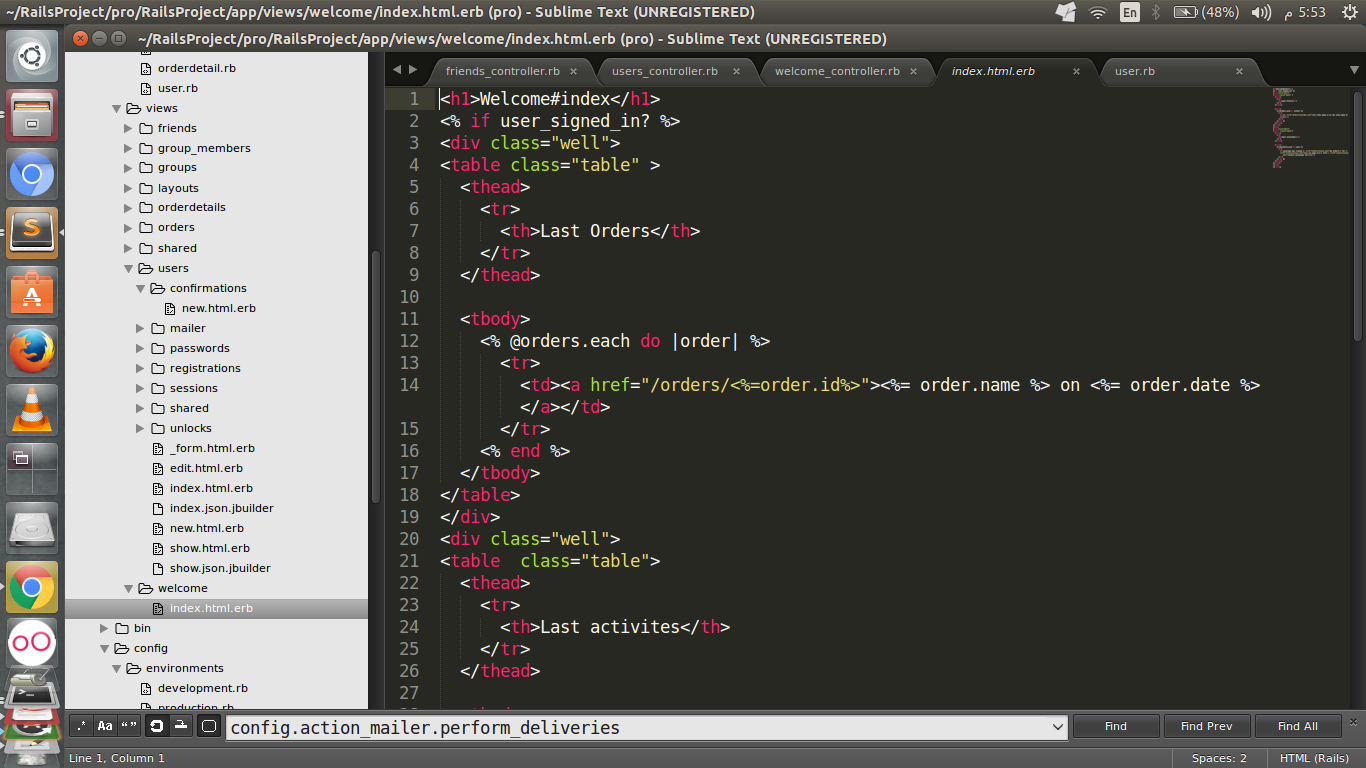 ~/RailsProject/pro/RailsProject/app/views/welcome/index.html.erb (pro) - Sublime Text (UNREGISTERED)
En
(48%)
5:53 م
~/RailsProject/pro/RailsProject/app/views/welcome/index.html.erb (pro) - Sublime Text (UNREGISTERED)
orderdetail.rb
user.rb
views
friends
group_members
groups
layouts
orderdetails
orders
shared
users
confirmations
new.html.erb
mailer
passwords
registrations
sessions
shared
unlocks
_form.html.erb
edit.html.erb
index.html.erb
index.json.jbuilder
new.html.erb
show.html.erb
show.json.jbuilder
welcome
index.html.erb
bin
config
environments
development.rb
production.rb
friends_controller.rb ×
users_controller.rb ×
welcome_controller.rb ×
index.html.erb ×
user.rb ×
1 <h1>Welcome#index</h1>
2 <% if user_signed_in? %>
3 <div class="well">
4 <table class="table" >
5 <thead>
6 <tr>
7 <th>Last Orders</th>
8 </tr>
9 </thead>
10
11 <tbody>
12 <% @orders.each do |order| %>
13 <tr>
14 <td><a href="/orders/<%=order.id%>"><%= order.name %> on <%= order.date %>
</a></td>
15 </tr>
16 <% end %>
17 </tbody>
18 </table>
19 </div>
20 <div class="well">
21 <table  class="table">
22 <thead>
23 <tr>
24 <th>Last activites</th>
25 </tr>
26 </thead>
27
.* Aa “”
config.action_mailer.perform_deliveries
Find
Find Prev
Find All
Line 1, Column 1
Spaces: 2
HTML (Rails)